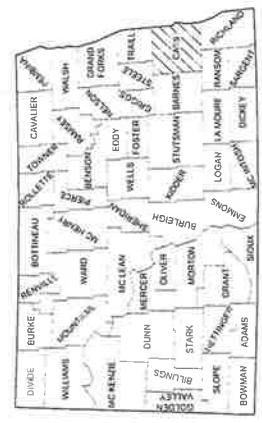 DIVIDE
BURKE
RENVILLE
BOTTINEAU
ROLLETTE
TOWNER
CAVALIER
PEMBINA
WILLIAMS
MOUNTRAIL
WARD
MC HENRY
PIERCE
BENSON
RAMSEY
WALSH
NELSON
GRAND
FORKS
MC KENZIE
MC LEAN
SHERIDAN
WELLS
EDDY
FOSTER
GRIGGS
STEELE
TRAILL
DUNN
MERCER
OLIVER
BURLEIGH
KIDDER
STUTSMAN
BARNES
CASS
GOLDEN
VALLEY
BILLINGS
STARK
MORTON
SLOPE
HETTINGER
GRANT
EMMONS
LOGAN
LA MOURE
RANSOM
RICHLAND
BOWMAN
ADAMS
SIOUX
MC INTOSH
DICKEY
SARGENT